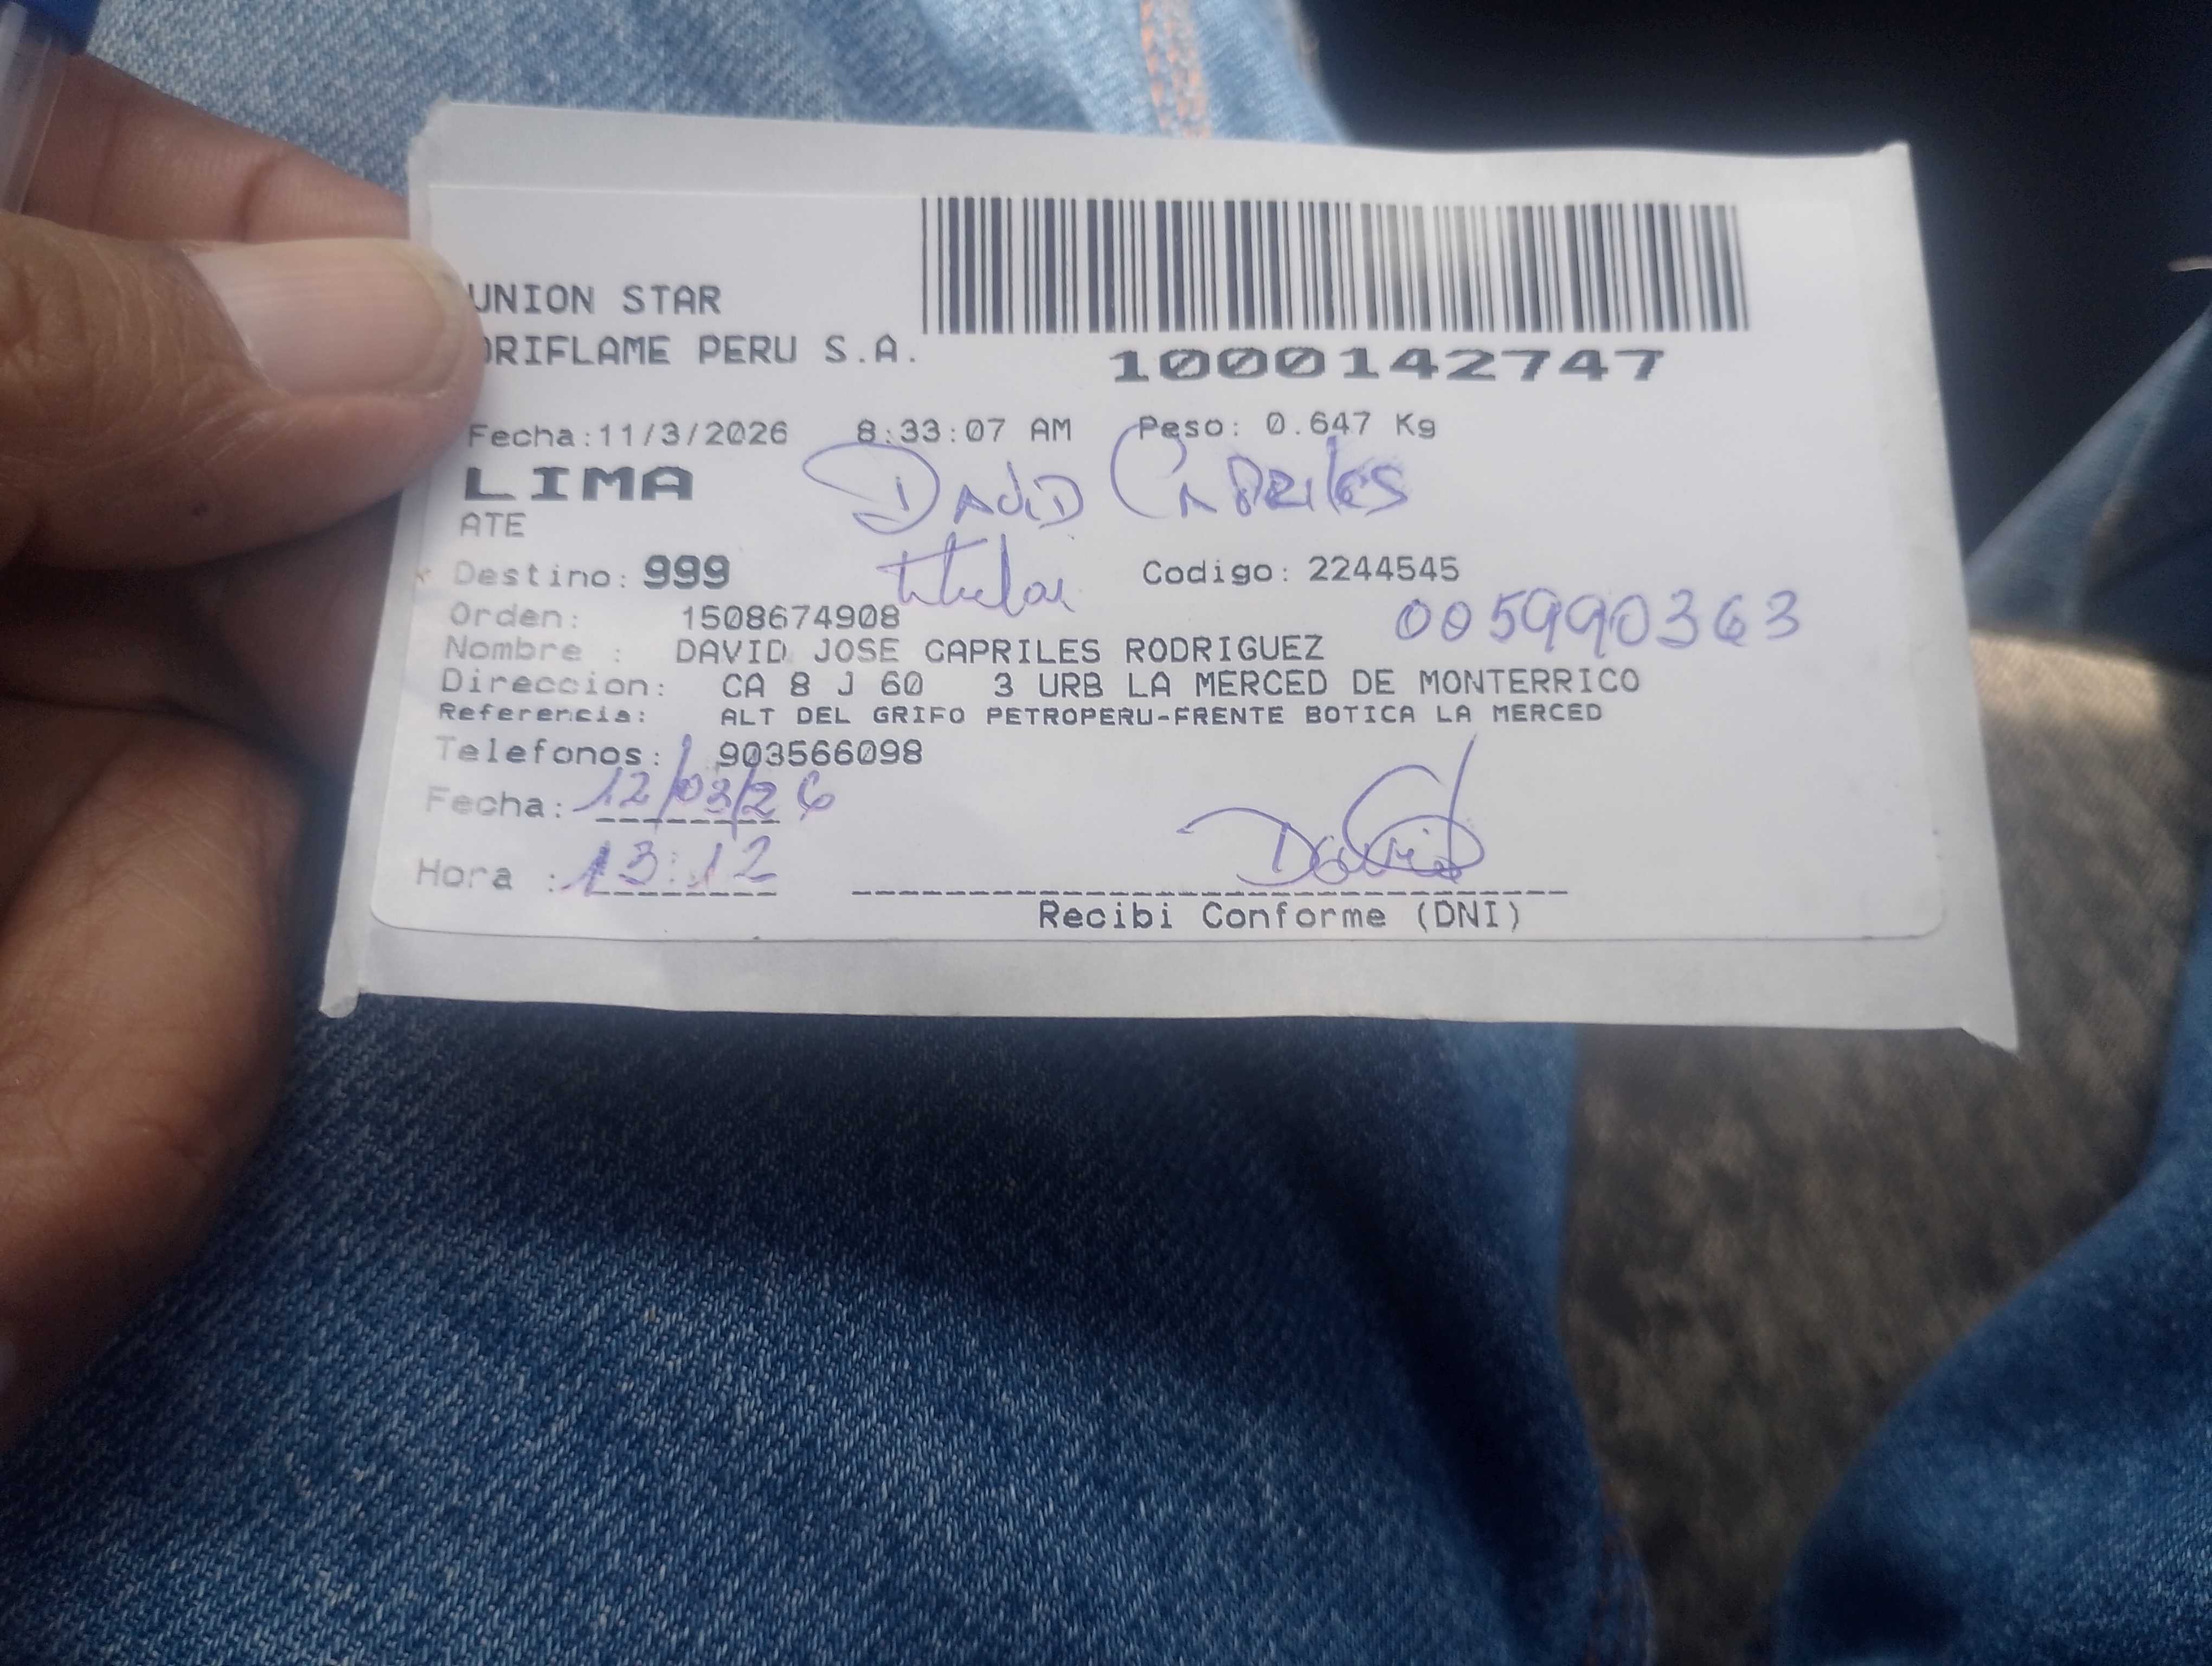 UNION STAR
ORIFLAME PERU S.A.
1000142747
Fecha:11/3/2026 8:33:07 AM Peso: 0.647 Kg
LIMA David Capriles
ATE
titular
Destino: 999 Codigo: 2244545
Orden: 1508674908 005990363
Nombre : DAVID JOSE CAPRILES RODRIGUEZ
Direccion: CA 8 J 60 3 URB LA MERCED DE MONTERRICO
Referencia: ALT DEL GRIFO PETROPERU-FRENTE BOTICA LA MERCED
Telefonos: 903566098
Fecha: 12/03/26
Hora : 13:12 David
Recibi Conforme (DNI)